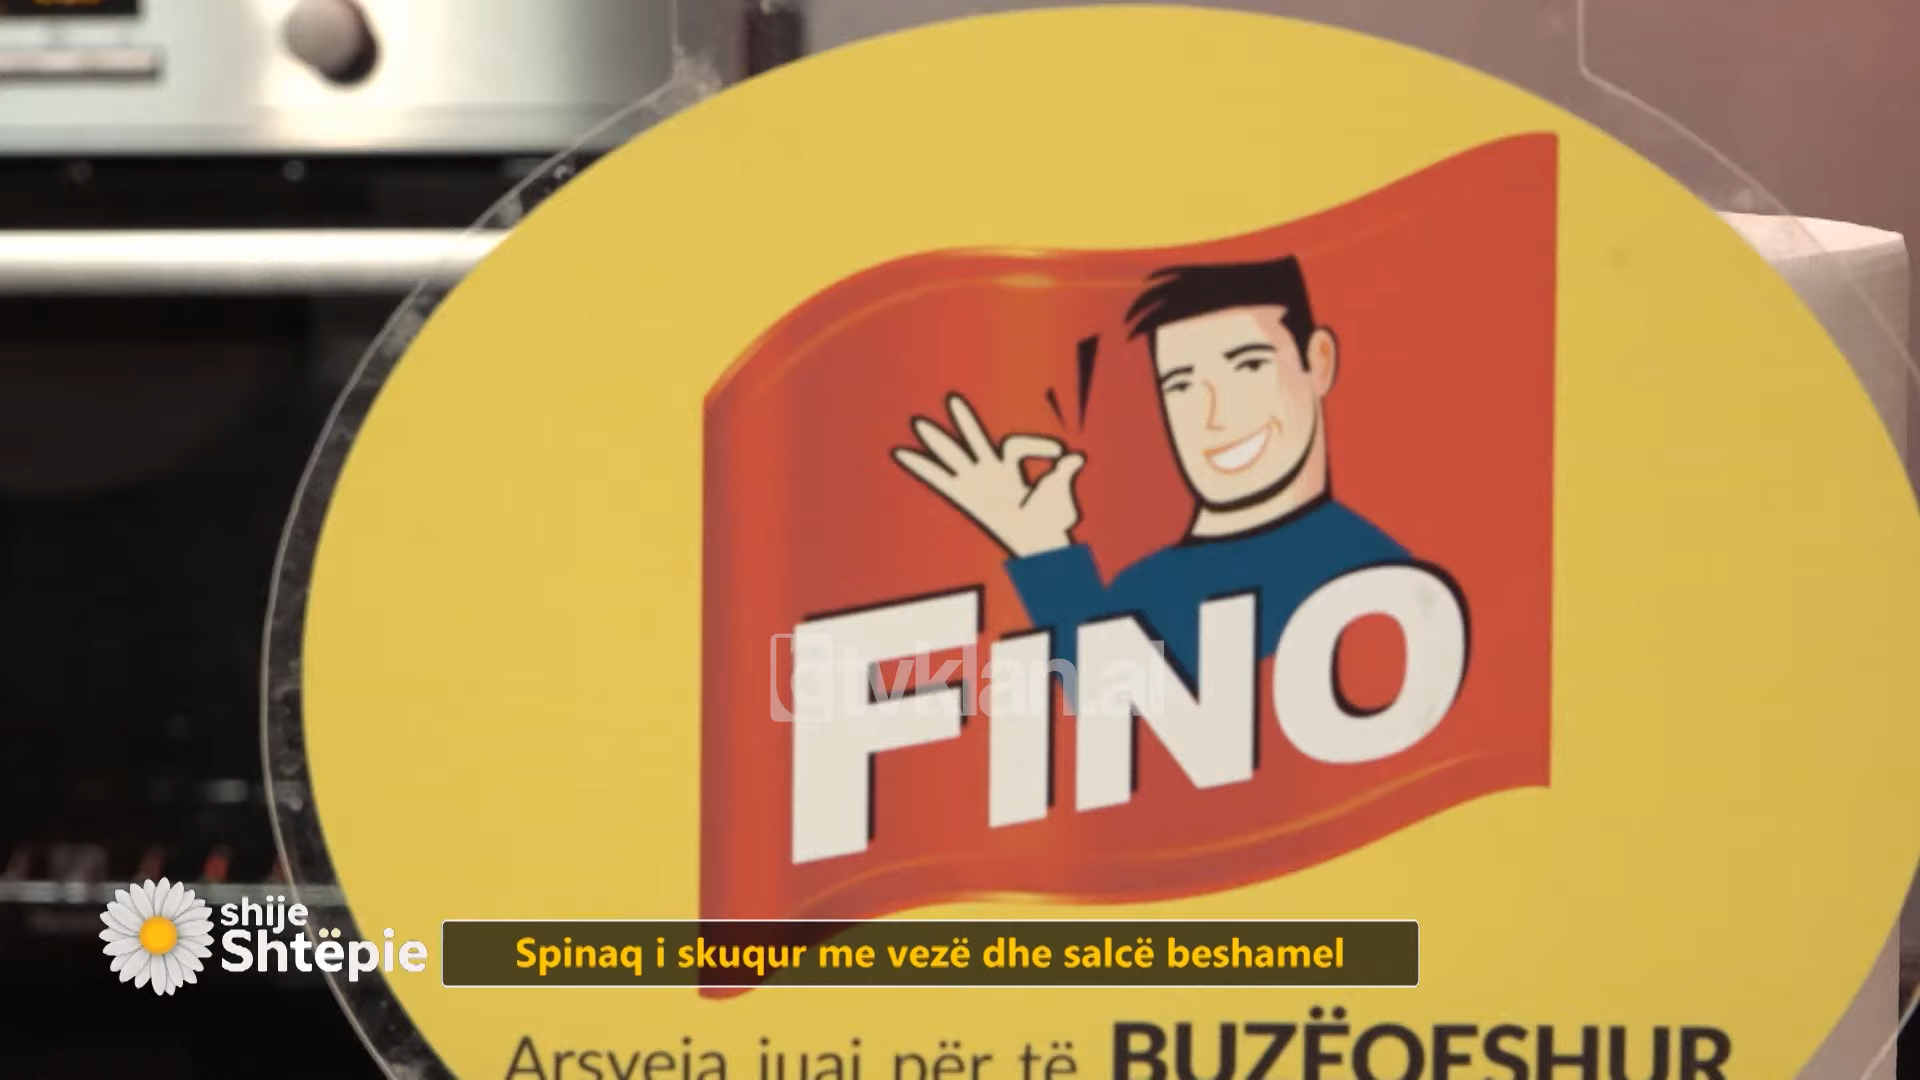 FINO
tvklan.al
shije
Shtëpie
Spinaq i skuqur me vezë dhe salcë beshamel
Arsyeja juaj për të BUZËQESHUR